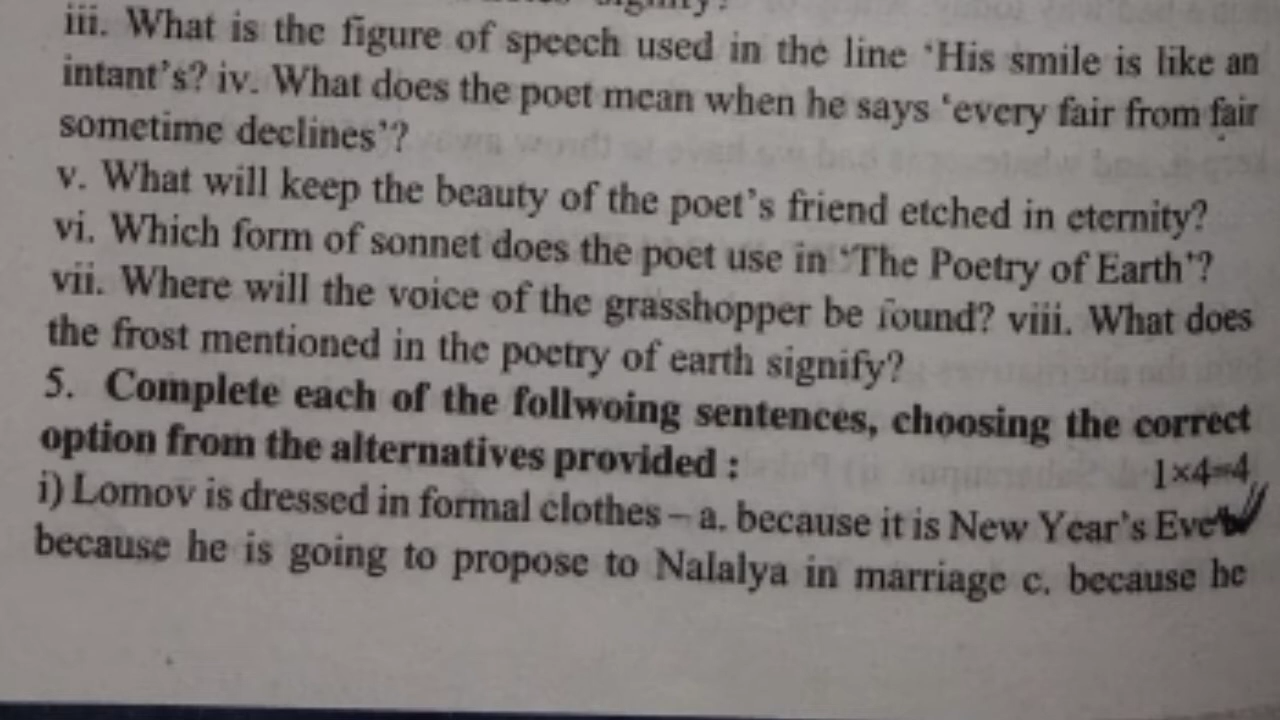 signify?
iii. What is the figure of speech used in the line 'His smile is like an
intant's? iv. What does the poet mean when he says 'every fair from fair
sometime declines'?
v. What will keep the beauty of the poet's friend etched in eternity?
vi. Which form of sonnet does the poet use in 'The Poetry of Earth'?
vii. Where will the voice of the grasshopper be found? viii. What does
the frost mentioned in the poetry of earth signify?
5. Complete each of the follwoing sentences, choosing the correct
option from the alternatives provided :
1×4=4
i) Lomov is dressed in formal clothes – a. because it is New Year's Eve
because he is going to propose to Nalalya in marriage c. because he